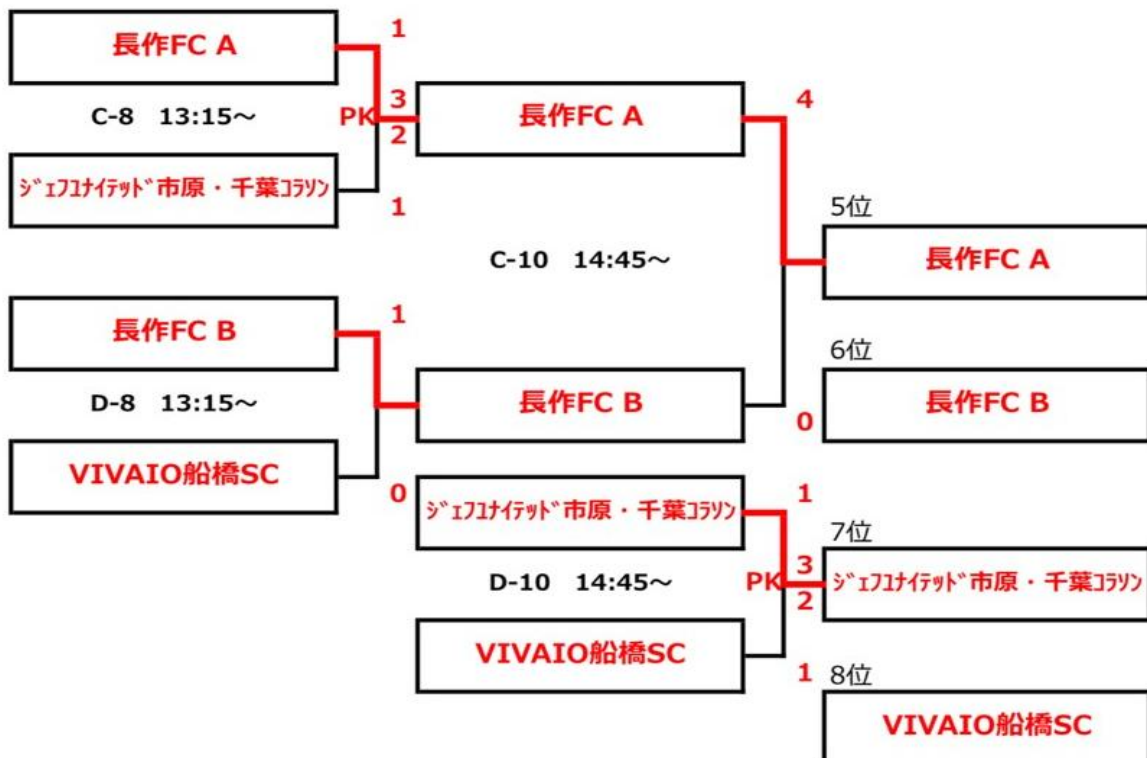 長作FC A
1
C-8 13:15～
PK
3
2
長作FC A
4
ｼﾞｪﾌﾕﾅｲﾃｯﾄﾞ市原・千葉ｺﾗｿﾝ
1
5位
C-10 14:45～
長作FC A
長作FC B
1
6位
D-8 13:15～
長作FC B
0
長作FC B
VIVAIO船橋SC
0
ｼﾞｪﾌﾕﾅｲﾃｯﾄﾞ市原・千葉ｺﾗｿﾝ
1
7位
D-10 14:45～
PK
3
2
ｼﾞｪﾌﾕﾅｲﾃｯﾄﾞ市原・千葉ｺﾗｿﾝ
VIVAIO船橋SC
1
8位
VIVAIO船橋SC